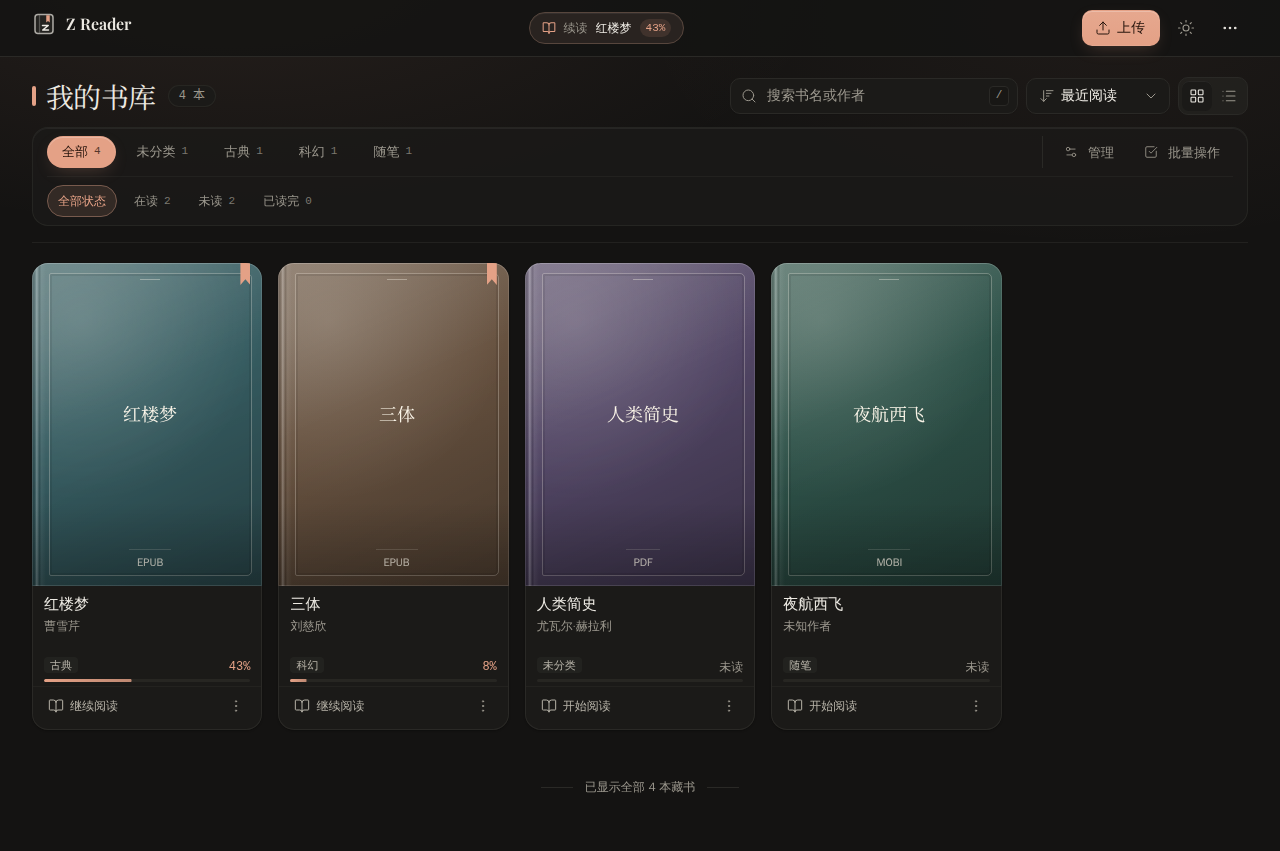 Z Reader
续读 红楼梦 43%
上传
我的书库 4 本
搜索书名或作者 /
最近阅读
全部 4 未分类 1 古典 1 科幻 1 随笔 1
管理 批量操作
全部状态 在读 2 未读 2 已读完 0
红楼梦
EPUB
红楼梦
曹雪芹
古典 43%
继续阅读
三体
EPUB
三体
刘慈欣
科幻 8%
继续阅读
人类简史
PDF
人类简史
尤瓦尔·赫拉利
未分类 未读
开始阅读
夜航西飞
MOBI
夜航西飞
未知作者
随笔 未读
开始阅读
已显示全部 4 本藏书